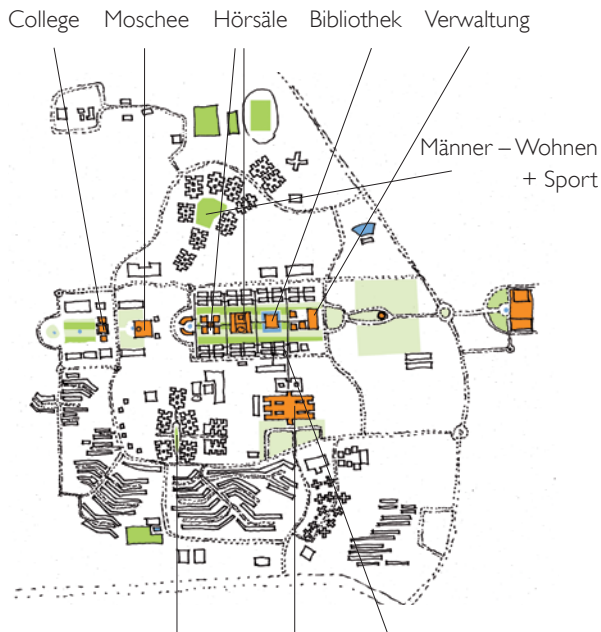 College Moschee Hörsäle Bibliothek Verwaltung
Männer – Wohnen
+ Sport